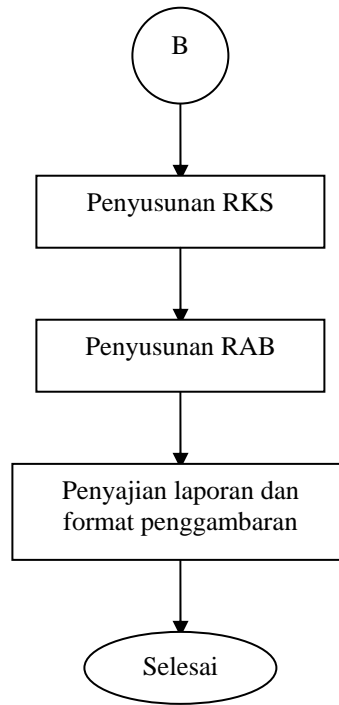 B
Penyusunan RKS
Penyusunan RAB
Penyajian laporan dan
format penggambaran
Selesai